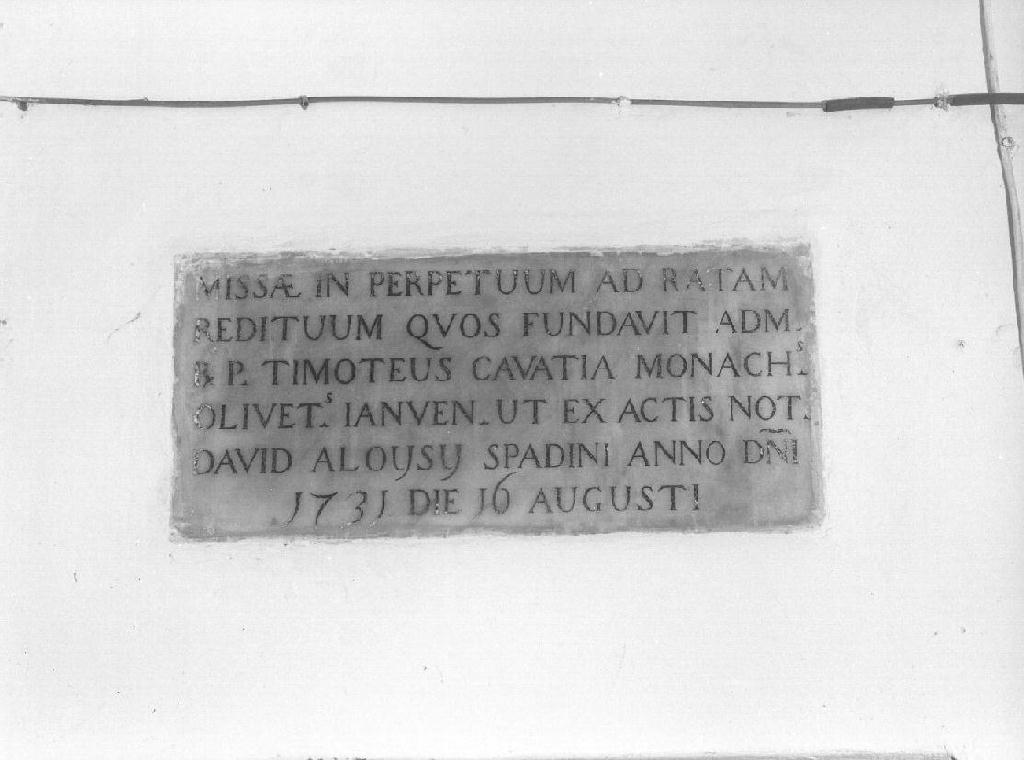 MISSÆ IN PERPETUUM AD RATAM
REDITUUM QVOS FUNDAVIT ADM.
R P. TIMOTEUS CAVATIA MONACH.ˢ
OLIVET.ˢ IANVEN. UT EX ACTIS NOT.
DAVID ALOYSY SPADINI ANNO DN̅I
1731 DIE 16 AUGUSTI